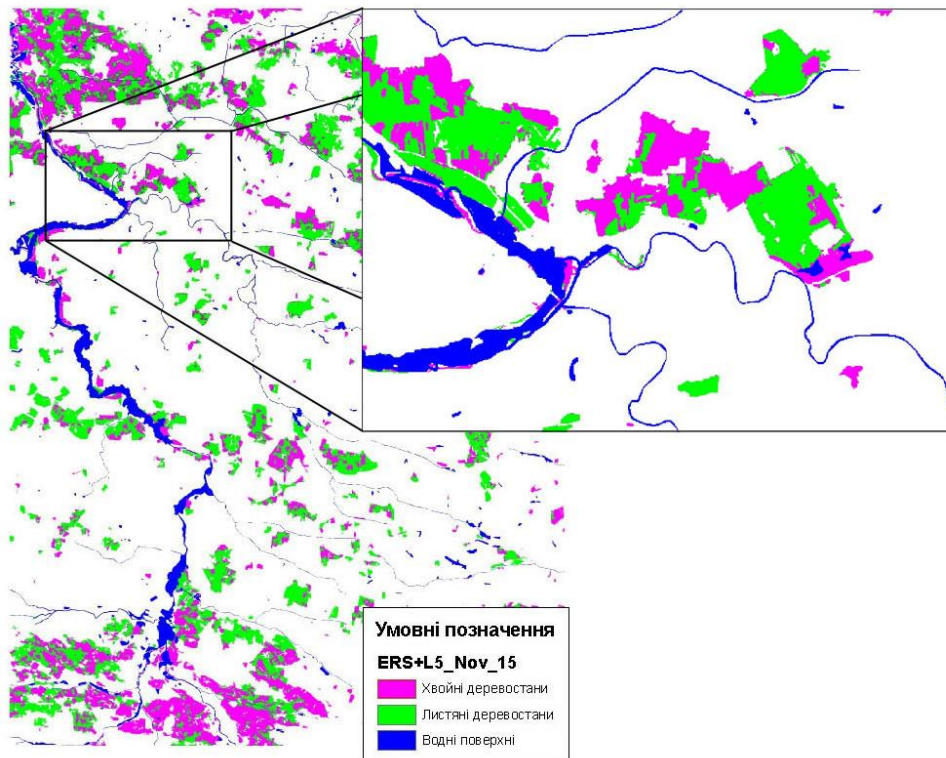 Умовні позначення
ERS+L5_Nov_15
Хвойні деревостани
Листяні деревостани
Водні поверхні